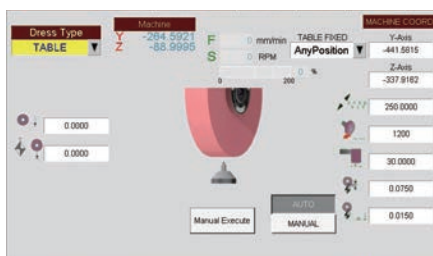 Dress Type
TABLE
Machine
Y -264.5921
Z -88.9995
F 0 mm/min
S 0 RPM
0 %
0 200
TABLE FIXED
AnyPosition
MACHINE COORD
Y-Axis
-441.5615
Z-Axis
-337.9162
250.0000
1200
30.0000
0.0750
0.0150
0.0000
0.0000
Manual Execute
AUTO
MANUAL